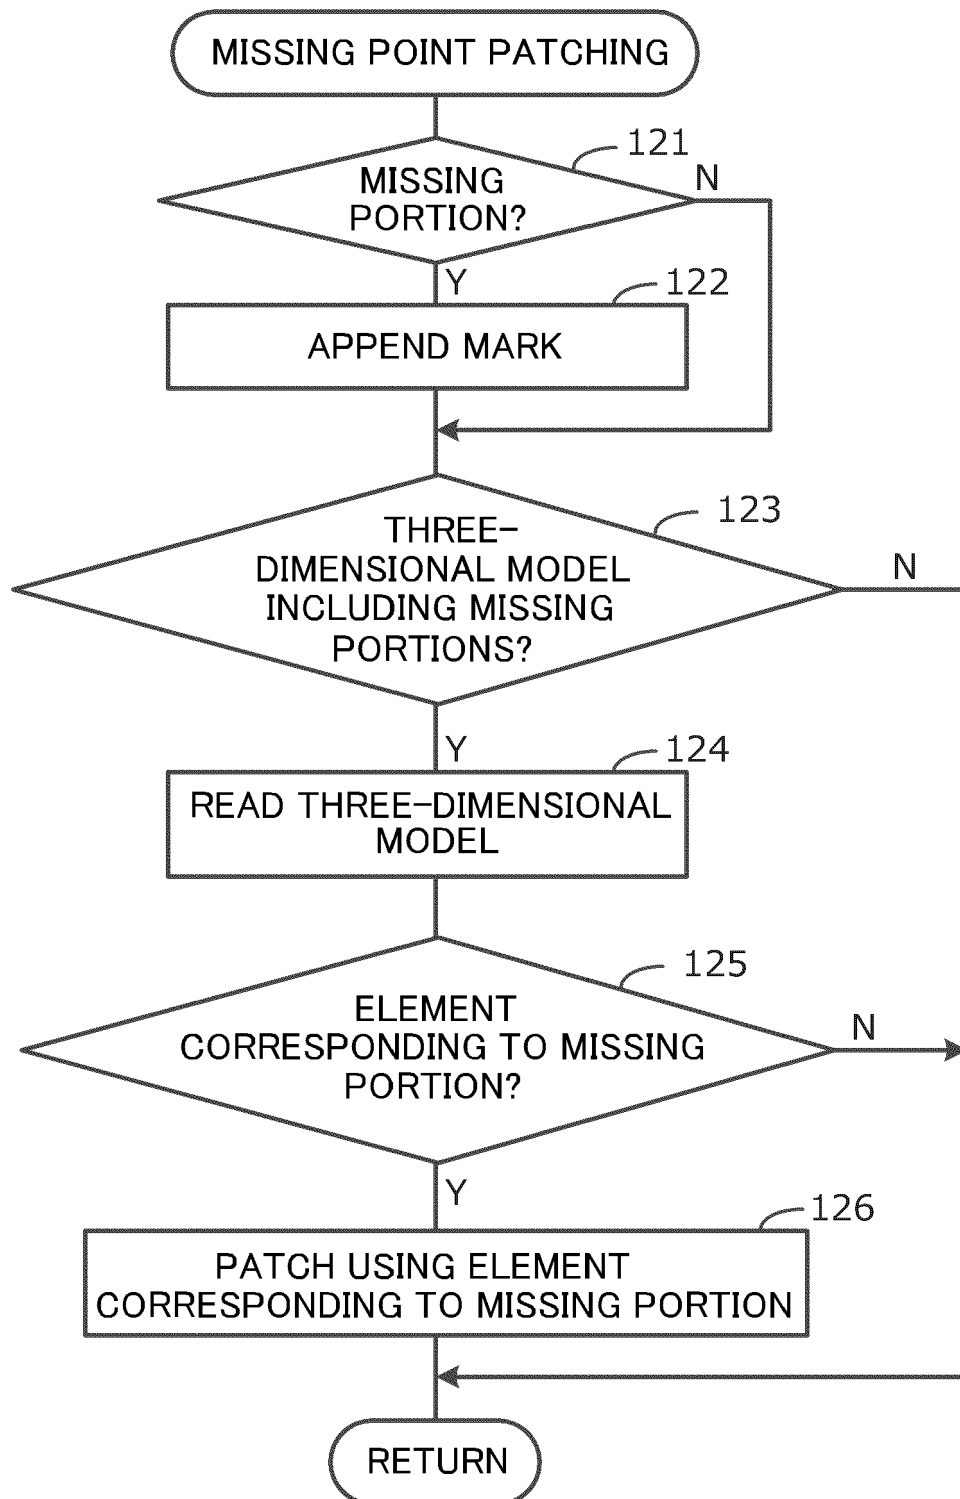 MISSING POINT PATCHING
121
MISSING
PORTION?
N
Y
122
APPEND MARK
123
THREE-
DIMENSIONAL MODEL
INCLUDING MISSING
PORTIONS?
N
Y
124
READ THREE-DIMENSIONAL
MODEL
125
ELEMENT
CORRESPONDING TO MISSING
PORTION?
N
Y
126
PATCH USING ELEMENT
CORRESPONDING TO MISSING PORTION
RETURN